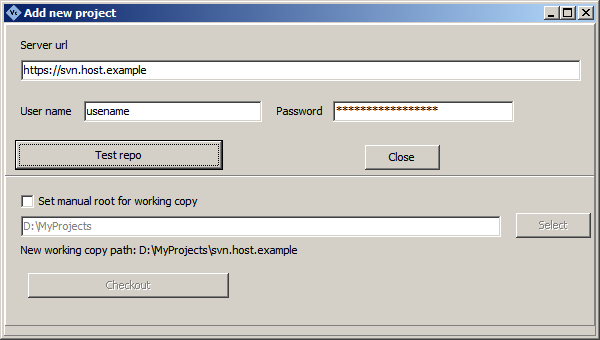 Add new project
Server url
https://svn.host.example
User name usename Password *****************
Test repo Close
Set manual root for working copy
D:\MyProjects Select
New working copy path: D:\MyProjects\svn.host.example
Checkout